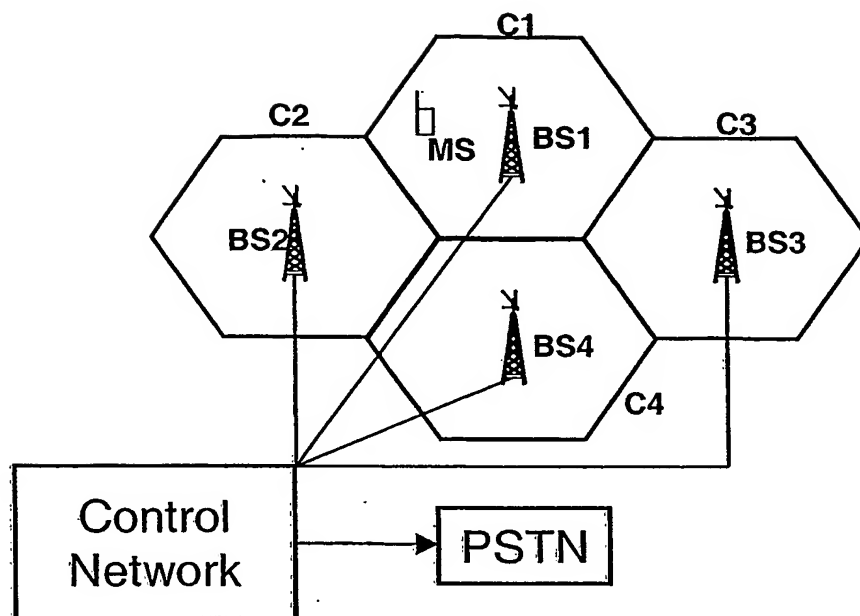 C1
C2
C3
MS
BS1
BS2
BS3
BS4
C4
Control
Network
PSTN